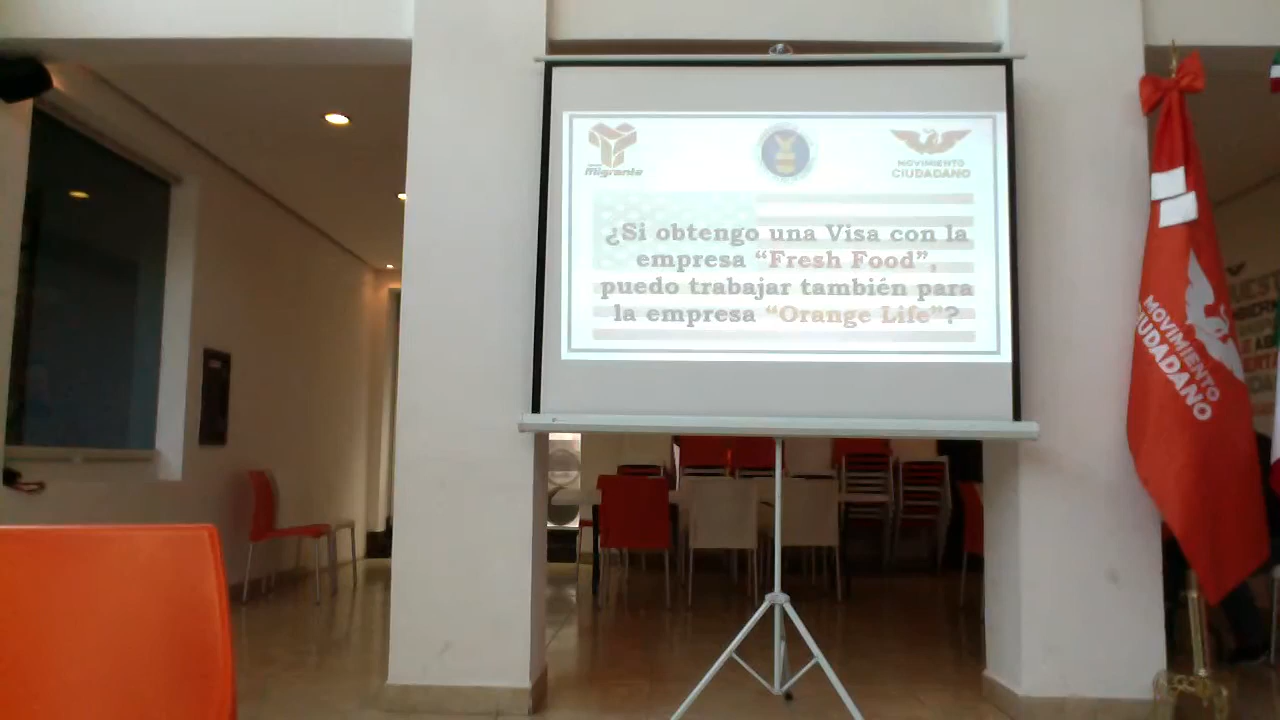 migrante
MOVIMIENTO
CIUDADANO
¿Si obtengo una Visa con la
empresa “Fresh Food”,
puedo trabajar también para
la empresa “Orange Life”?
MOVIMIENTO
CIUDADANO